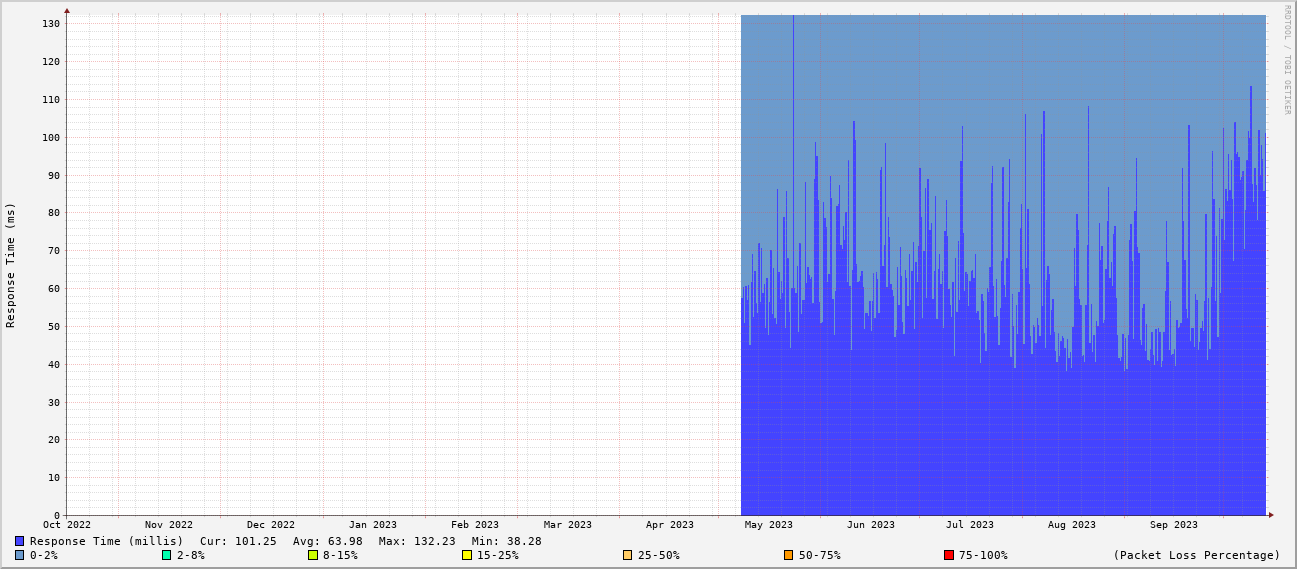 RRDTOOL / TOBI OETIKER
Response Time (ms)
130
120
110
100
90
80
70
60
50
40
30
20
10
0
Oct 2022 Nov 2022 Dec 2022 Jan 2023 Feb 2023 Mar 2023 Apr 2023 May 2023 Jun 2023 Jul 2023 Aug 2023 Sep 2023
Response Time (millis) Cur: 101.25 Avg: 63.98 Max: 132.23 Min: 38.28
0-2% 2-8% 8-15% 15-25% 25-50% 50-75% 75-100% (Packet Loss Percentage)